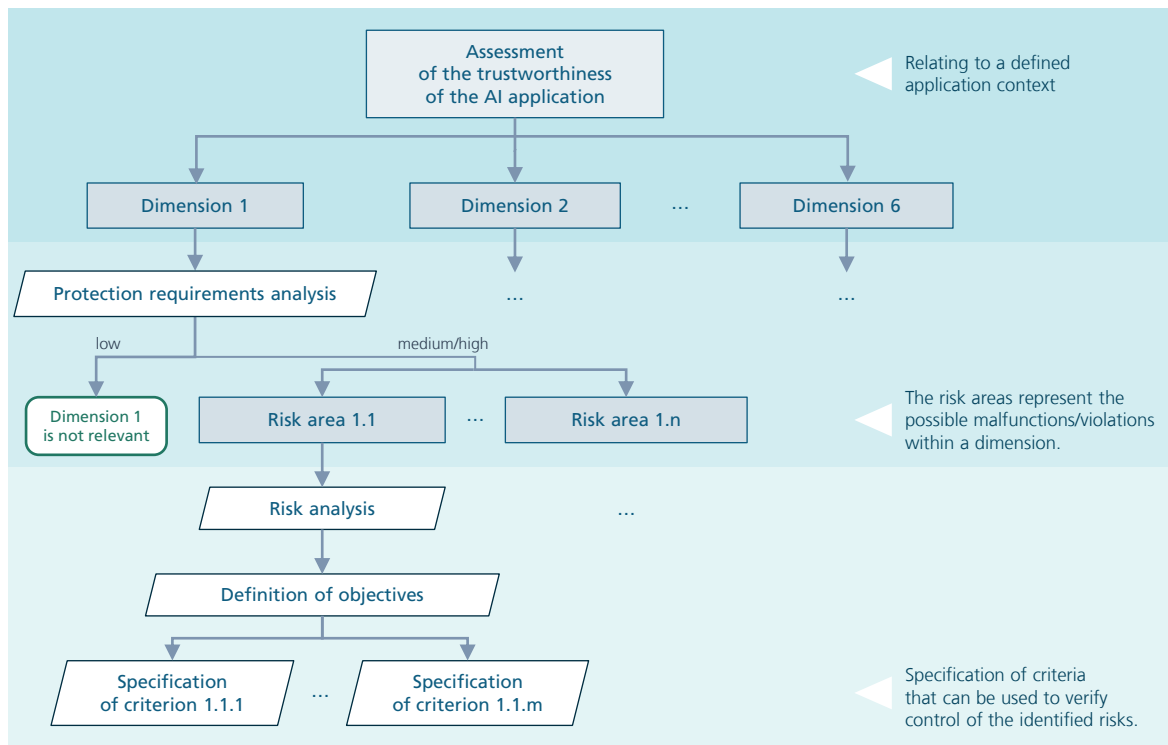 Assessment
of the trustworthiness
of the AI application
Relating to a defined
application context
Dimension 1
Dimension 2
...
Dimension 6
Protection requirements analysis
...
...
low
medium/high
Dimension 1
is not relevant
Risk area 1.1
...
Risk area 1.n
The risk areas represent the
possible malfunctions/violations
within a dimension.
Risk analysis
...
Definition of objectives
Specification
of criterion 1.1.1
...
Specification
of criterion 1.1.m
Specification of criteria
that can be used to verify
control of the identified risks.